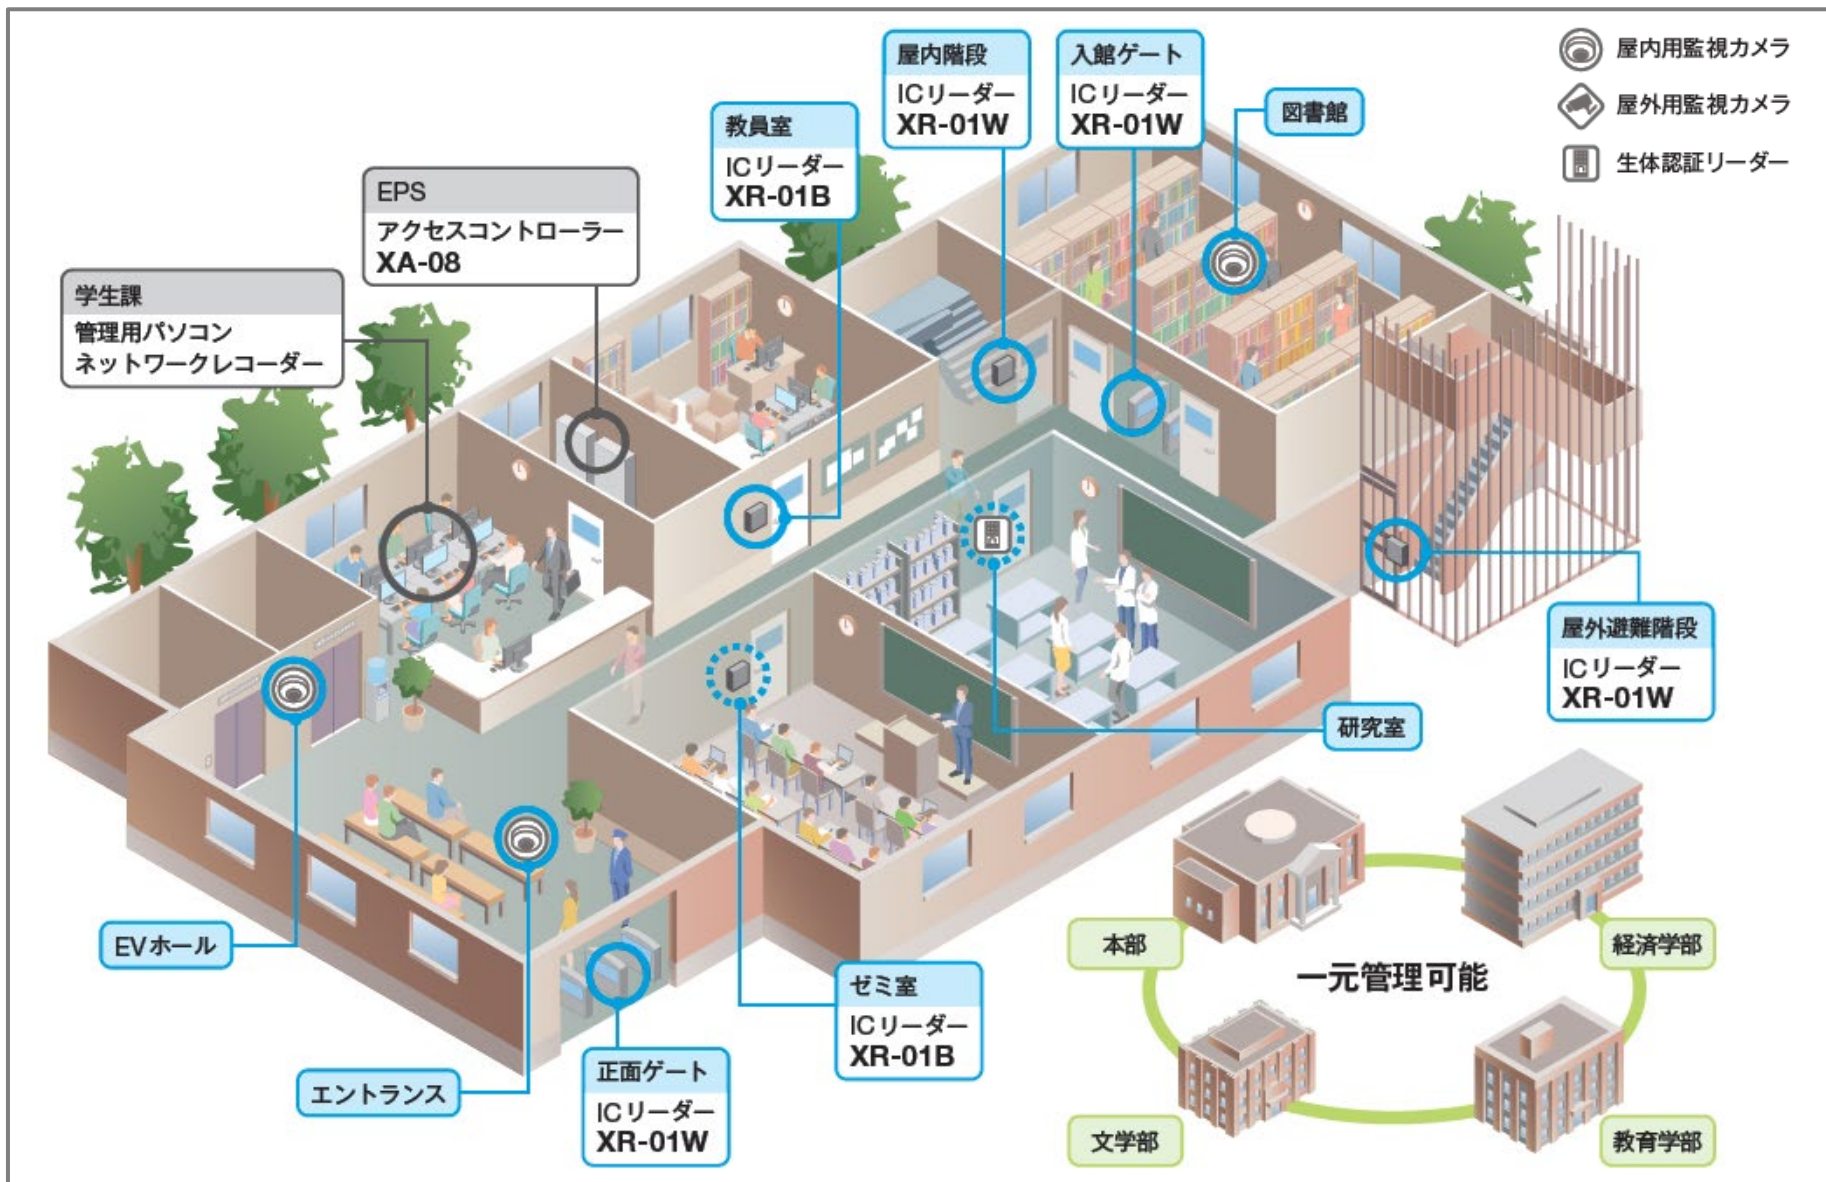 屋内階段
ICリーダー
XR-01W
入館ゲート
ICリーダー
XR-01W
図書館
屋内用監視カメラ
屋外用監視カメラ
生体認証リーダー
教員室
ICリーダー
XR-01B
EPS
アクセスコントローラー
XA-08
学生課
管理用パソコン
ネットワークレコーダー
屋外避難階段
ICリーダー
XR-01W
研究室
EVホール
エントランス
正面ゲート
ICリーダー
XR-01W
ゼミ室
ICリーダー
XR-01B
本部
経済学部
一元管理可能
文学部
教育学部